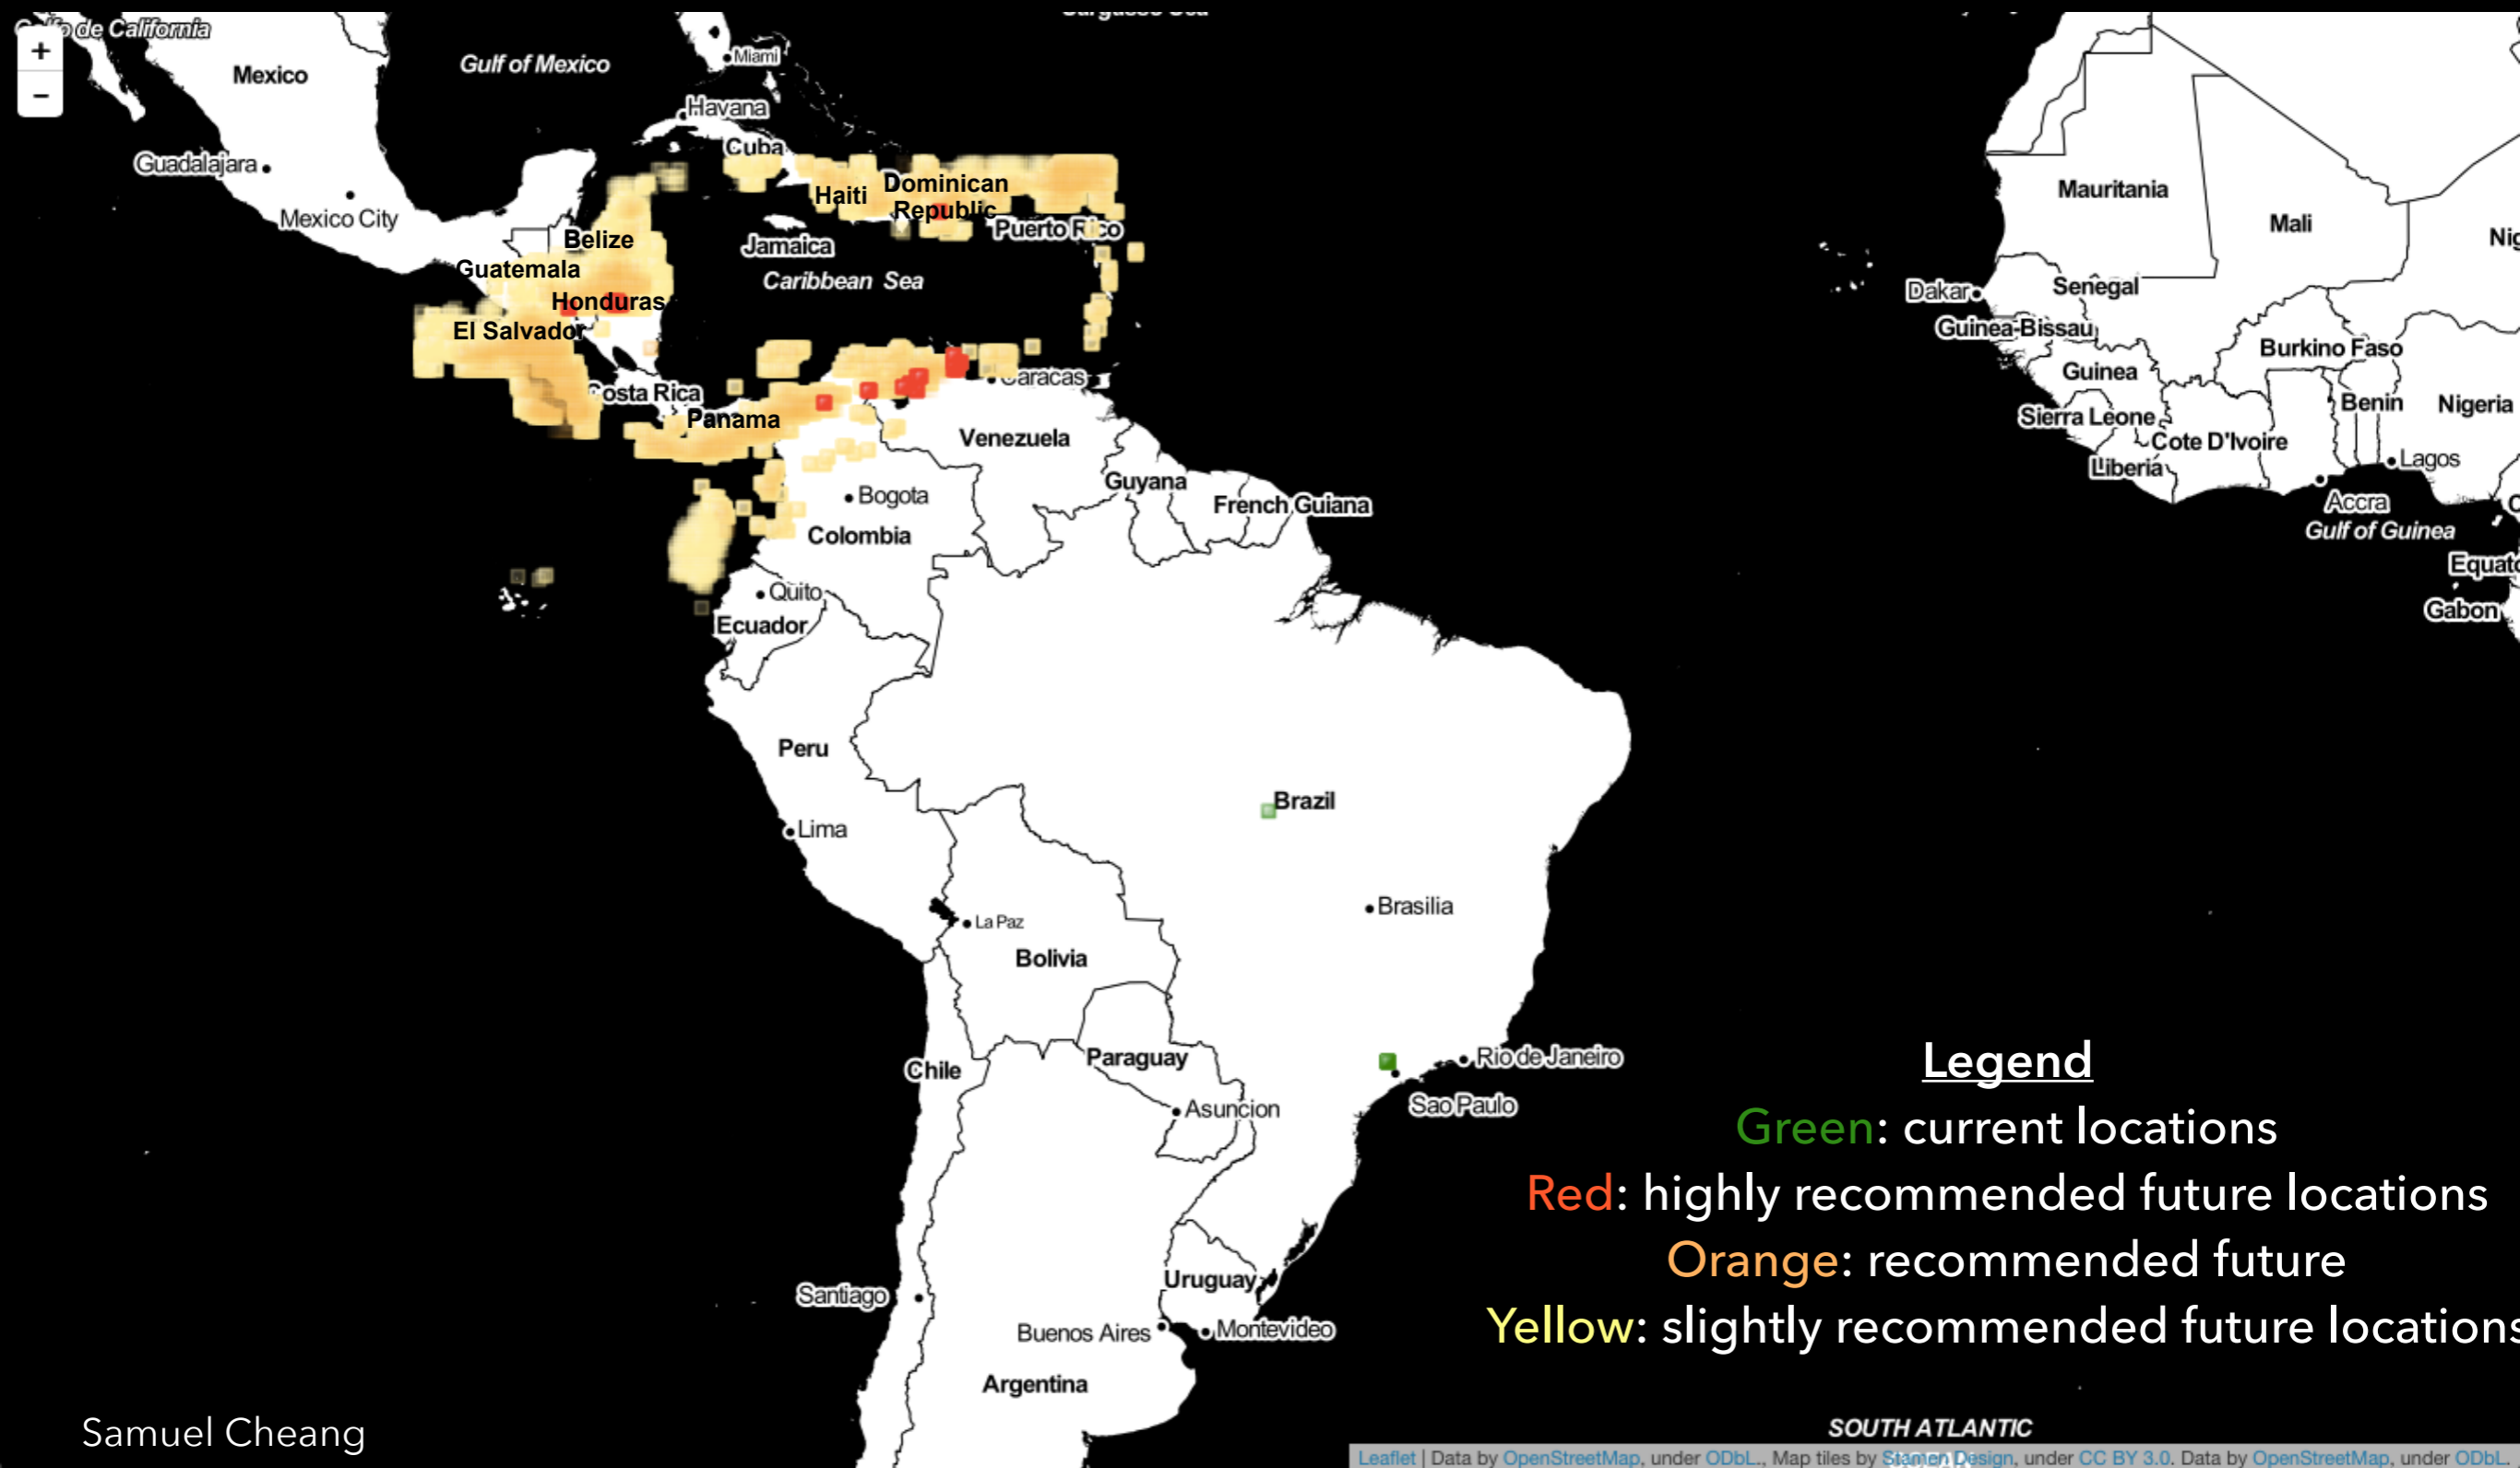 Golfo de California
+
−
Mexico
Gulf of Mexico
Miami
Havana
Cuba
Guadalajara
Mexico City
Haiti
Dominican
Republic
Puerto Rico
Jamaica
Caribbean Sea
Belize
Guatemala
Honduras
El Salvador
Costa Rica
Panama
Caracas
Venezuela
Guyana
French Guiana
Bogota
Colombia
Quito
Ecuador
Peru
Lima
Brazil
Brasilia
La Paz
Bolivia
Paraguay
Asuncion
Chile
Rio de Janeiro
Sao Paulo
Santiago
Uruguay
Buenos Aires
Montevideo
Argentina
Mauritania
Mali
Nig
Dakar
Senegal
Guinea-Bissau
Guinea
Burkino Faso
Sierra Leone
Cote D'Ivoire
Benin
Nigeria
Liberia
Lagos
Accra
Gulf of Guinea
Equato
Gabon
Legend
Green: current locations
Red: highly recommended future locations
Orange: recommended future
Yellow: slightly recommended future locations
Samuel Cheang
SOUTH ATLANTIC
Leaflet | Data by OpenStreetMap, under ODbL., Map tiles by Stamen Design, under CC BY 3.0. Data by OpenStreetMap, under ODbL.